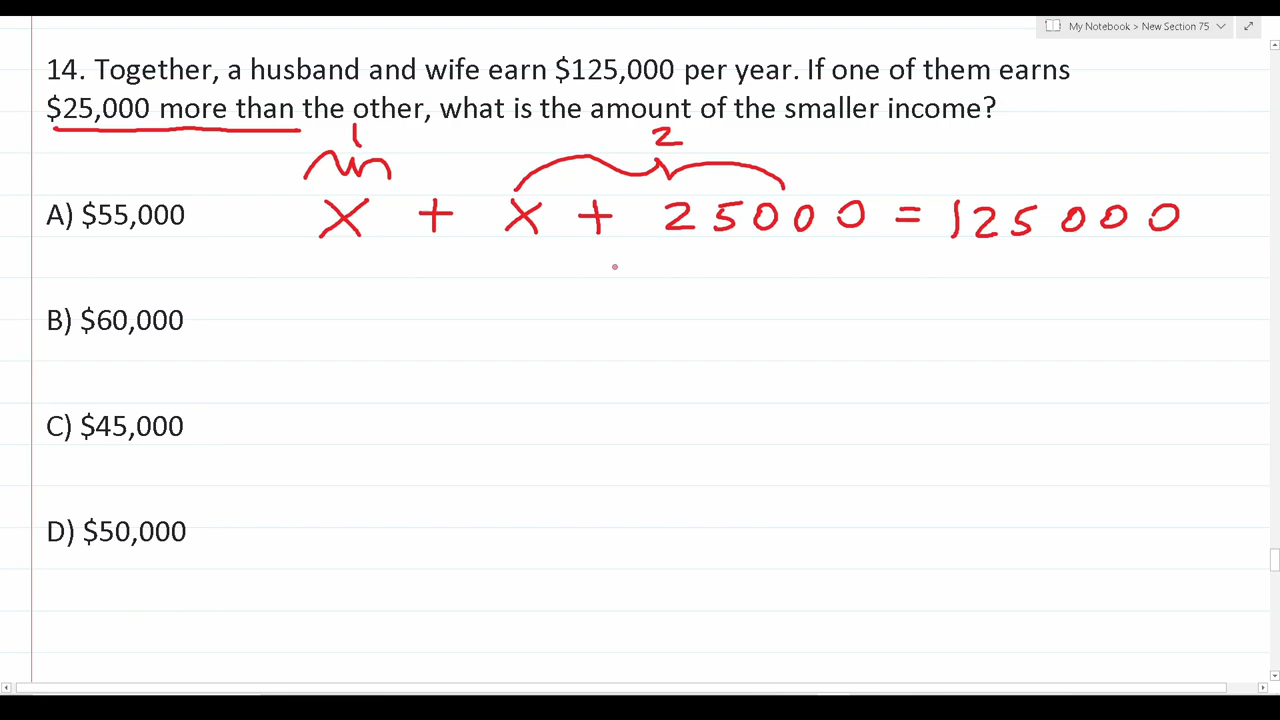 My Notebook > New Section 75
14. Together, a husband and wife earn $125,000 per year. If one of them earns
$25,000 more than the other, what is the amount of the smaller income?
1 2
A) $55,000 x + x + 25000 = 125000
B) $60,000
C) $45,000
D) $50,000